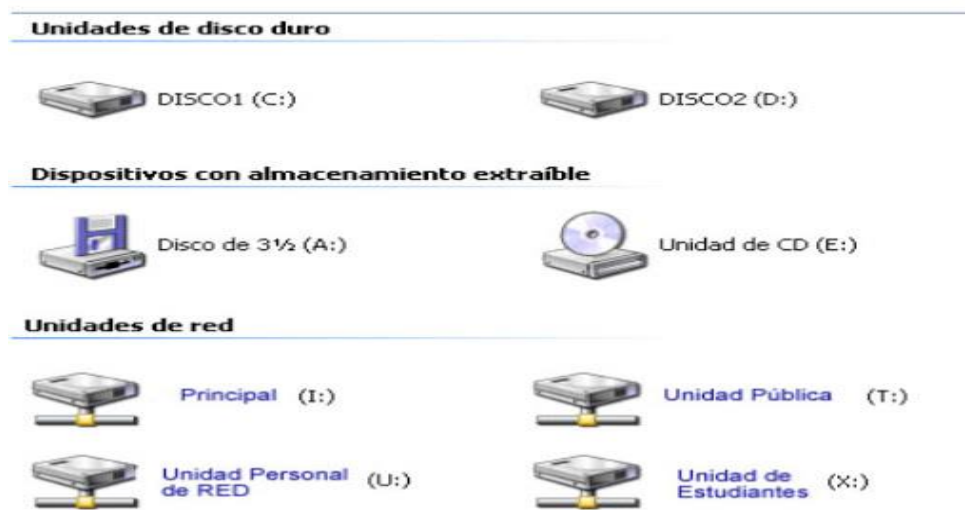 Unidades de disco duro
DISCO1 (C:)
DISCO2 (D:)
Dispositivos con almacenamiento extraíble
Disco de 3½ (A:)
Unidad de CD (E:)
Unidades de red
Principal (I:)
Unidad Pública (T:)
Unidad Personal
de RED (U:)
Unidad de
Estudiantes (X:)